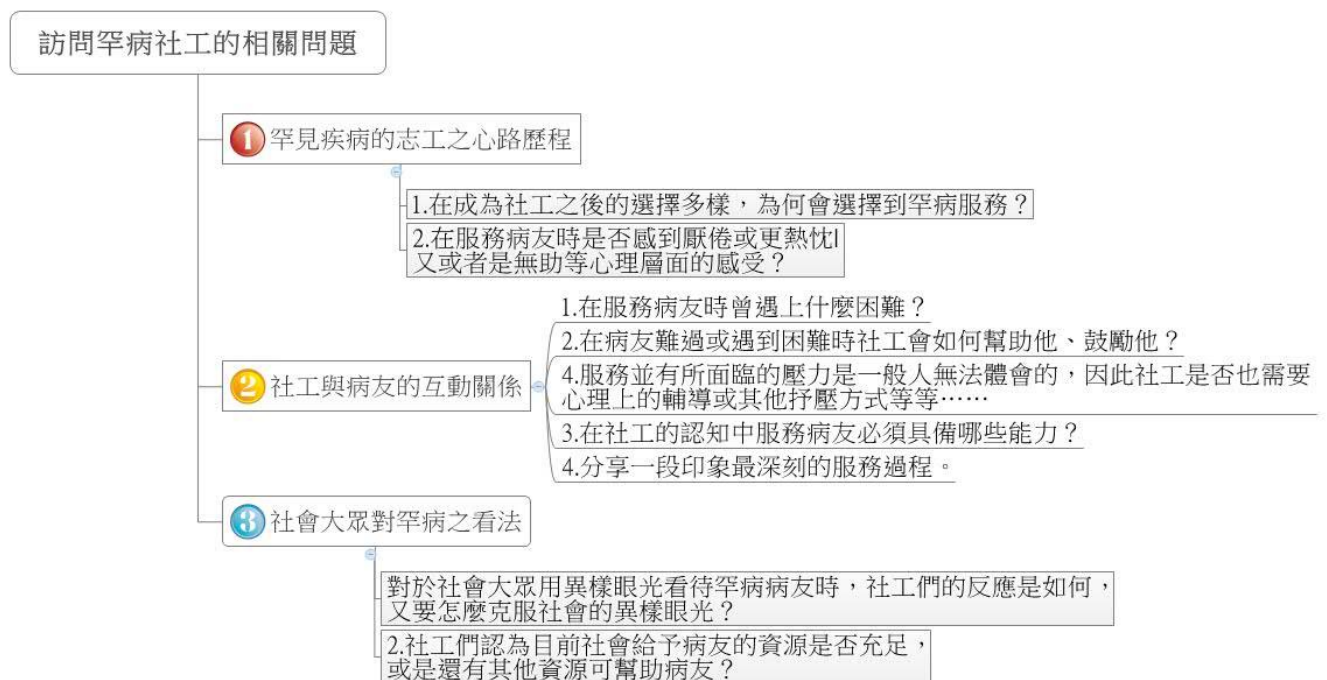 訪問罕病社工的相關問題
1 罕見疾病的志工之心路歷程
1.在成為社工之後的選擇多樣，為何會選擇到罕病服務？
2.在服務病友時是否感到厭倦或更熱忱
又或者是無助等心理層面的感受？
2 社工與病友的互動關係
1.在服務病友時曾遇上什麼困難？
2.在病友難過或遇到困難時社工會如何幫助他、鼓勵他？
4.服務並有所面臨的壓力是一般人無法體會的，因此社工是否也需要
心理上的輔導或其他抒壓方式等等……
3.在社工的認知中服務病友必須具備哪些能力？
4.分享一段印象最深刻的服務過程。
3 社會大眾對罕病之看法
對於社會大眾用異樣眼光看待罕病病友時，社工們的反應是如何，
又要怎麼克服社會的異樣眼光？
2.社工們認為目前社會給予病友的資源是否充足，
或是還有其他資源可幫助病友？